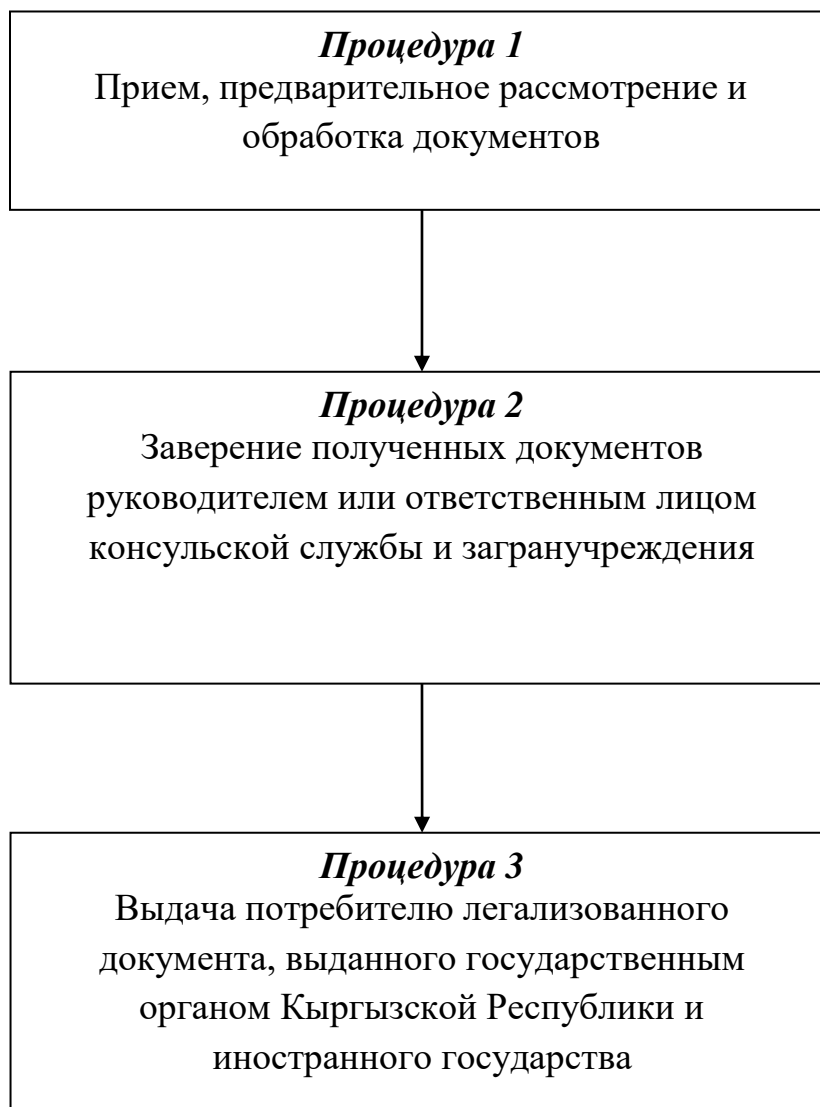 Процедура 1
Прием, предварительное рассмотрение и
обработка документов
Процедура 2
Заверение полученных документов
руководителем или ответственным лицом
консульской службы и загранучреждения
Процедура 3
Выдача потребителю легализованного
документа, выданного государственным
органом Кыргызской Республики и
иностранного государства